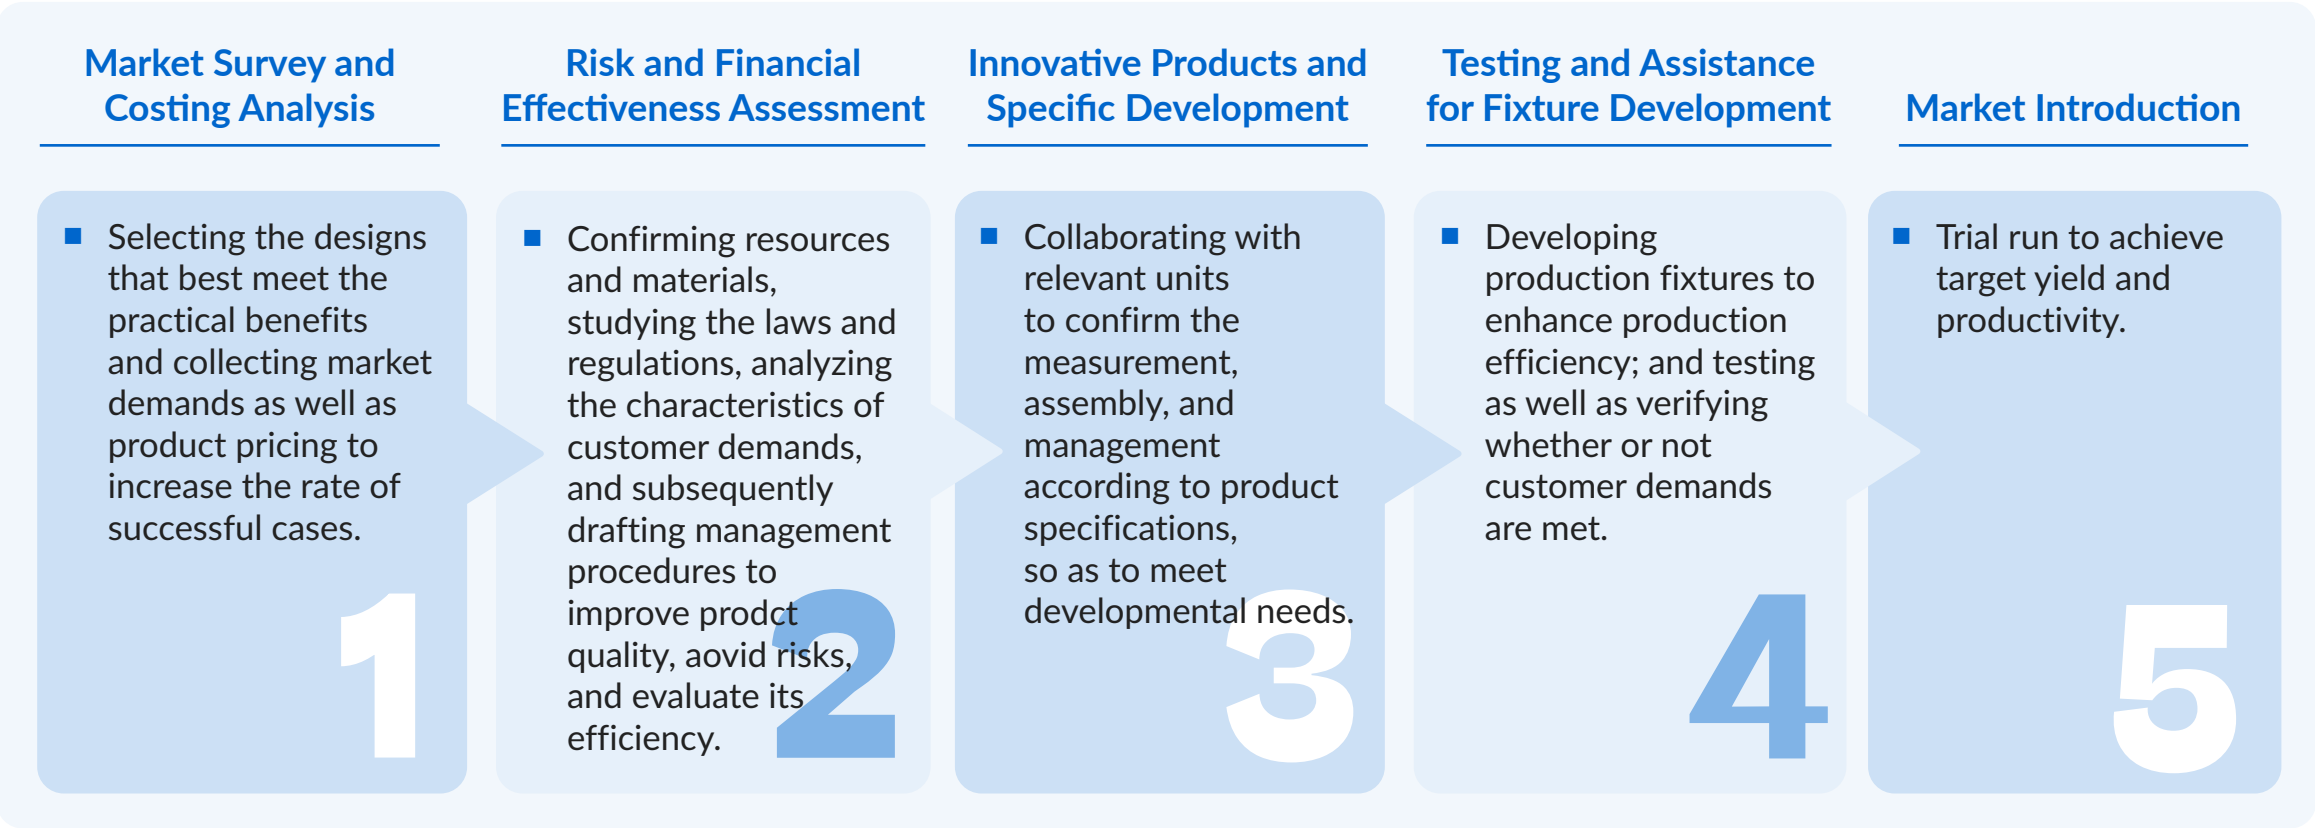 Market Survey and
Costing Analysis
Selecting the designs
that best meet the
practical benefits
and collecting market
demands as well as
product pricing to
increase the rate of
successful cases.
1
Risk and Financial
Effectiveness Assessment
Confirming resources
and materials,
studying the laws and
regulations, analyzing
the characteristics of
customer demands,
and subsequently
drafting management
procedures to
improve prodct
quality, aovid risks,
and evaluate its
efficiency.
2
Innovative Products and
Specific Development
Collaborating with
relevant units
to confirm the
measurement,
assembly, and
management
according to product
specifications,
so as to meet
developmental needs.
3
Testing and Assistance
for Fixture Development
Developing
production fixtures to
enhance production
efficiency; and testing
as well as verifying
whether or not
customer demands
are met.
4
Market Introduction
Trial run to achieve
target yield and
productivity.
5